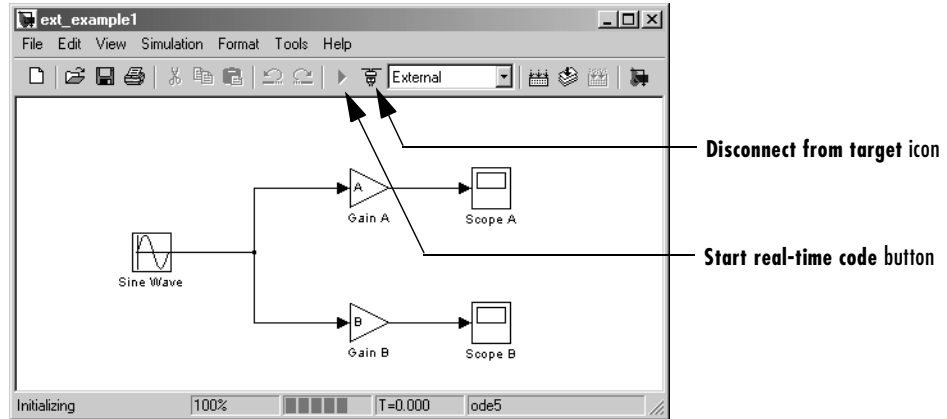 ext_example1
File Edit View Simulation Format Tools Help
External
Disconnect from target icon
A
Gain A
Scope A
Start real-time code button
Sine Wave
B
Gain B
Scope B
Initializing 100% T=0.000 ode5